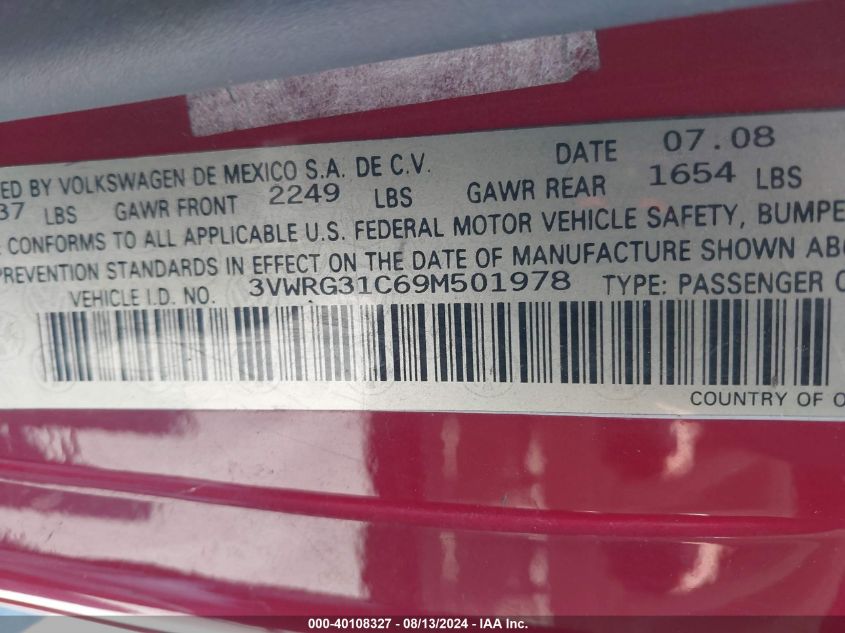 ED BY VOLKSWAGEN DE MEXICO S.A. DE C.V. DATE 07.08
37 LBS GAWR FRONT 2249 LBS GAWR REAR 1654 LBS
CONFORMS TO ALL APPLICABLE U.S. FEDERAL MOTOR VEHICLE SAFETY, BUMPE
PREVENTION STANDARDS IN EFFECT ON THE DATE OF MANUFACTURE SHOWN ABO
VEHICLE I.D. NO. 3VWRG31C69M501978 TYPE: PASSENGER C
COUNTRY OF O
000-40108327 - 08/13/2024 - IAA Inc.